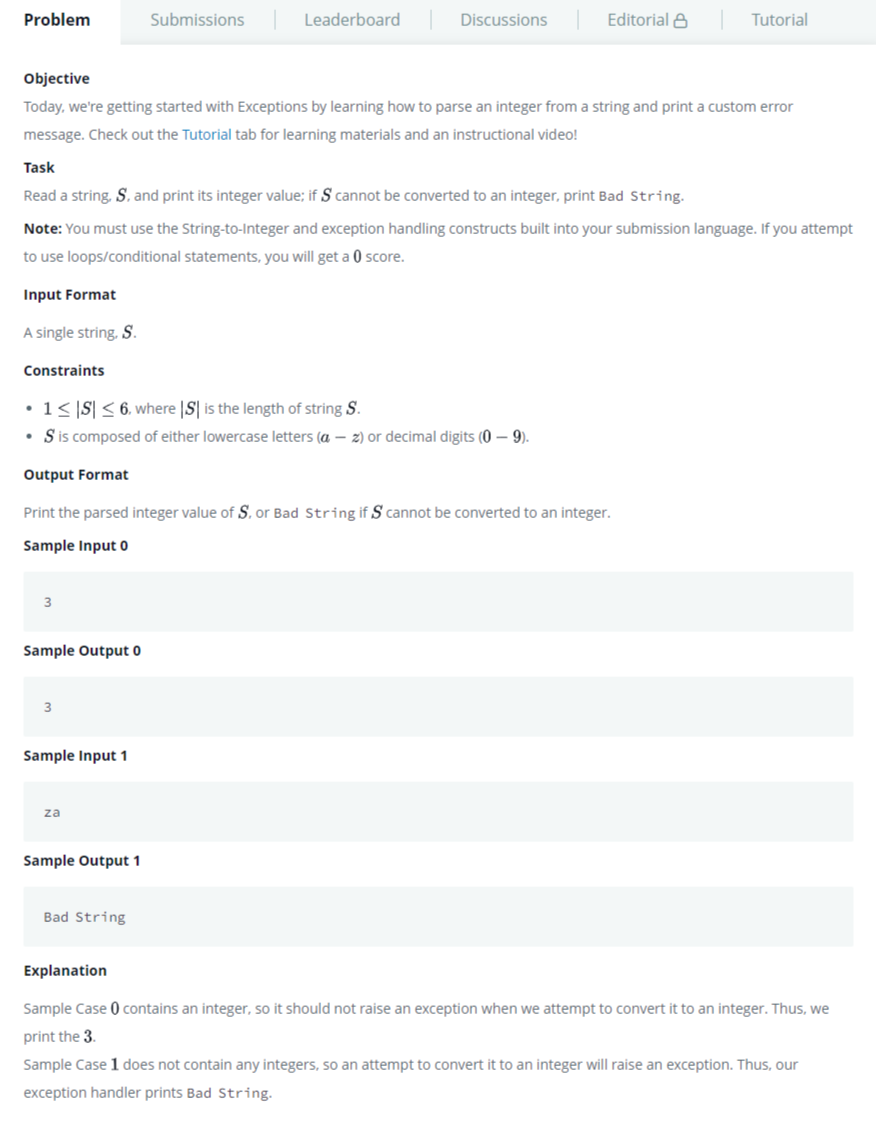 Problem
Submissions
Leaderboard
Discussions
Editorial
Tutorial
Objective
Today, we're getting started with Exceptions by learning how to parse an integer from a string and print a custom error
message. Check out the Tutorial tab for learning materials and an instructional video!
Task
Read a string, S, and print its integer value; if S cannot be converted to an integer, print Bad String.
Note: You must use the String-to-Integer and exception handling constructs built into your submission language. If you attempt
to use loops/conditional statements, you will get a 0 score.
Input Format
A single string, S.
Constraints
• 1 ≤ |S| ≤ 6, where |S| is the length of string S.
• S is composed of either lowercase letters (a − z) or decimal digits (0 − 9).
Output Format
Print the parsed integer value of S, or Bad String if S cannot be converted to an integer.
Sample Input 0
3
Sample Output 0
3
Sample Input 1
za
Sample Output 1
Bad String
Explanation
Sample Case 0 contains an integer, so it should not raise an exception when we attempt to convert it to an integer. Thus, we
print the 3.
Sample Case 1 does not contain any integers, so an attempt to convert it to an integer will raise an exception. Thus, our
exception handler prints Bad String.